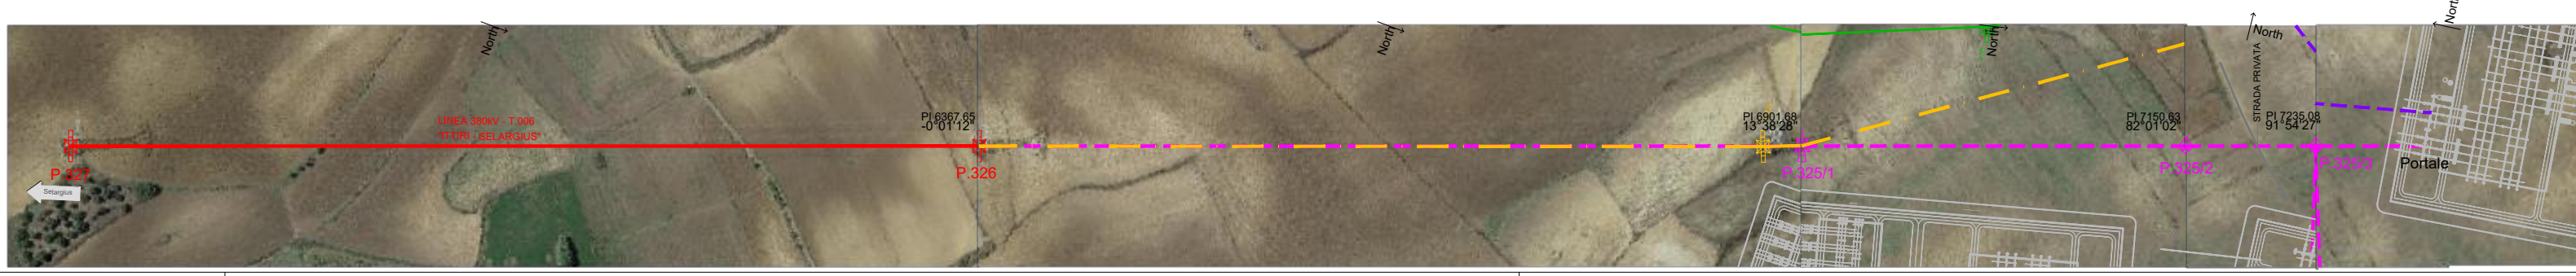 North
North
North
North
North
STRADA PRIVATA
LINEA 380kV - T.006
"ITTIRI - SELARGIUS"
PI 6367,65
-0°01'12"
PI 6901,68
13°38'28"
PI 7150,63
82°01'02"
PI 7235,08
91°54'27"
P.327
P.326
P.325/1
P.325/2
P.325/3
Portale
Selargius